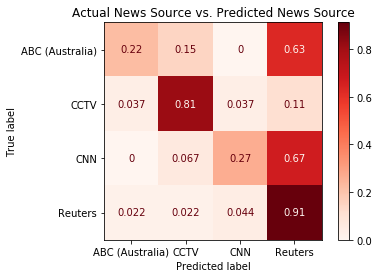 Actual News Source vs. Predicted News Source
ABC (Australia) 0.22 0.15 0 0.63
CCTV 0.037 0.81 0.037 0.11
CNN 0 0.067 0.27 0.67
Reuters 0.022 0.022 0.044 0.91
ABC (Australia) CCTV CNN Reuters
Predicted label
True label
0.8
0.6
0.4
0.2
0.0